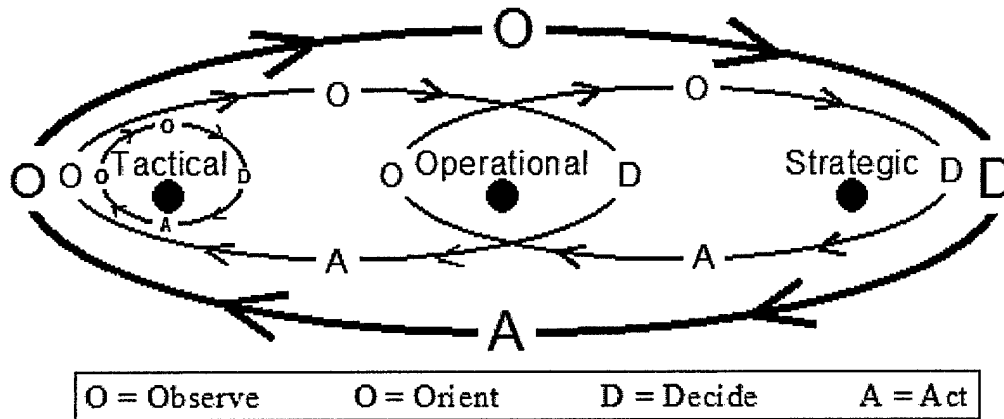 O
O O
O
O O Tactical D O Operational D Strategic D D
A
A A
A
O = Observe O = Orient D = Decide A = Act